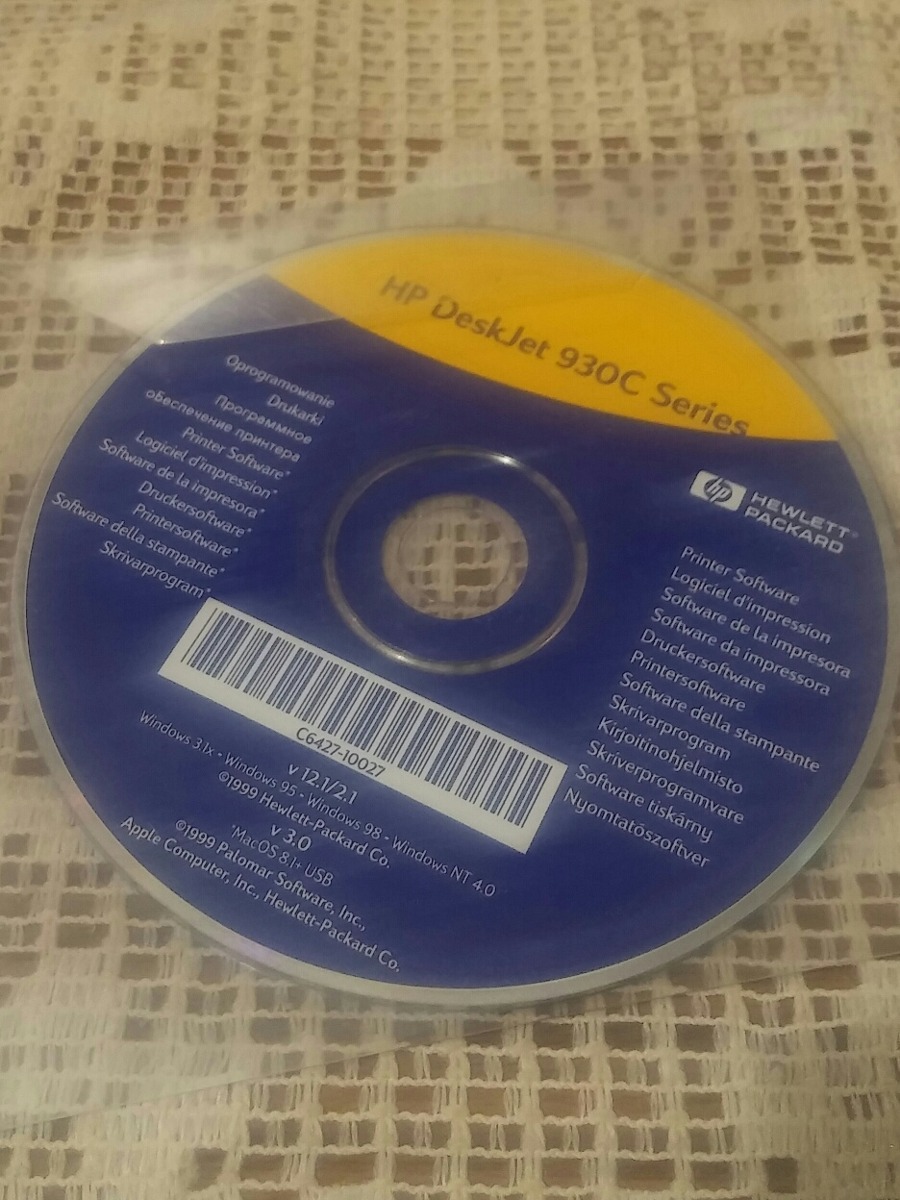 HP DeskJet 930C Series
hp HEWLETT®
PACKARD
Oprogramowanie
Drukarki
Программное
обеспечение принтера
Printer Software*
Logiciel d'impression*
Software de la impresora*
Druckersoftware*
Printersoftware*
Software della stampante*
Skrivarprogram*
Printer Software
Logiciel d'impression
Software de la impresora
Software da impressora
Druckersoftware
Printersoftware
Software della stampante
Skrivarprogram
Kirjoitinohjelmisto
Skriverprogramvare
Software tiskárny
Nyomtatószoftver
C6427-10027
v 12.1/2.1
Windows 3.1x - Windows 95 - Windows 98 - Windows NT 4.0
©1999 Hewlett-Packard Co.
v 3.0
*MacOS 8.1+ USB
©1999 Palomar Software, Inc.,
Apple Computer, Inc., Hewlett-Packard Co.